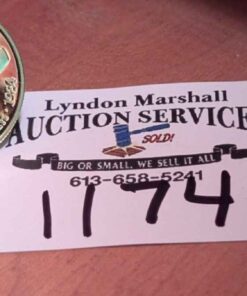 Lyndon Marshall
AUCTION SERVICE
SOLD!
BIG OR SMALL, WE SELL IT ALL
613-658-5241
1174